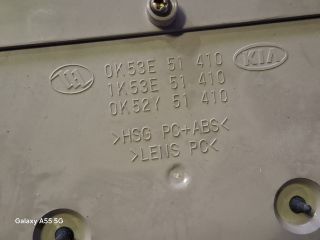 0K53E 51 410
KIA
1K53E 51 410
0K52Y 51 410
>HSG PC+ABS<
>LENS PC<
Galaxy A55 5G